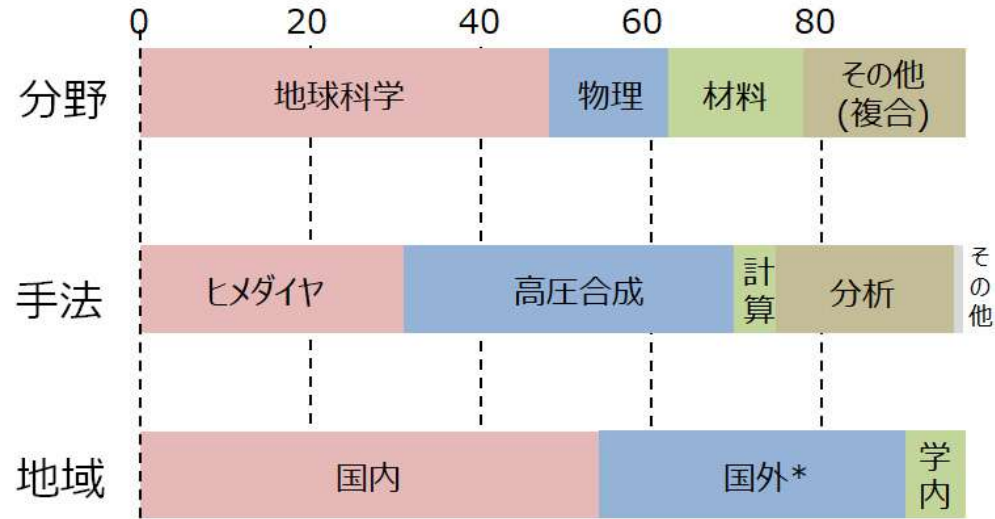 0 20 40 60 80
分野
地球科学
物理
材料
その他
(複合)
手法
ヒメダイヤ
高圧合成
計算
分析
その他
地域
国内
国外*
学内